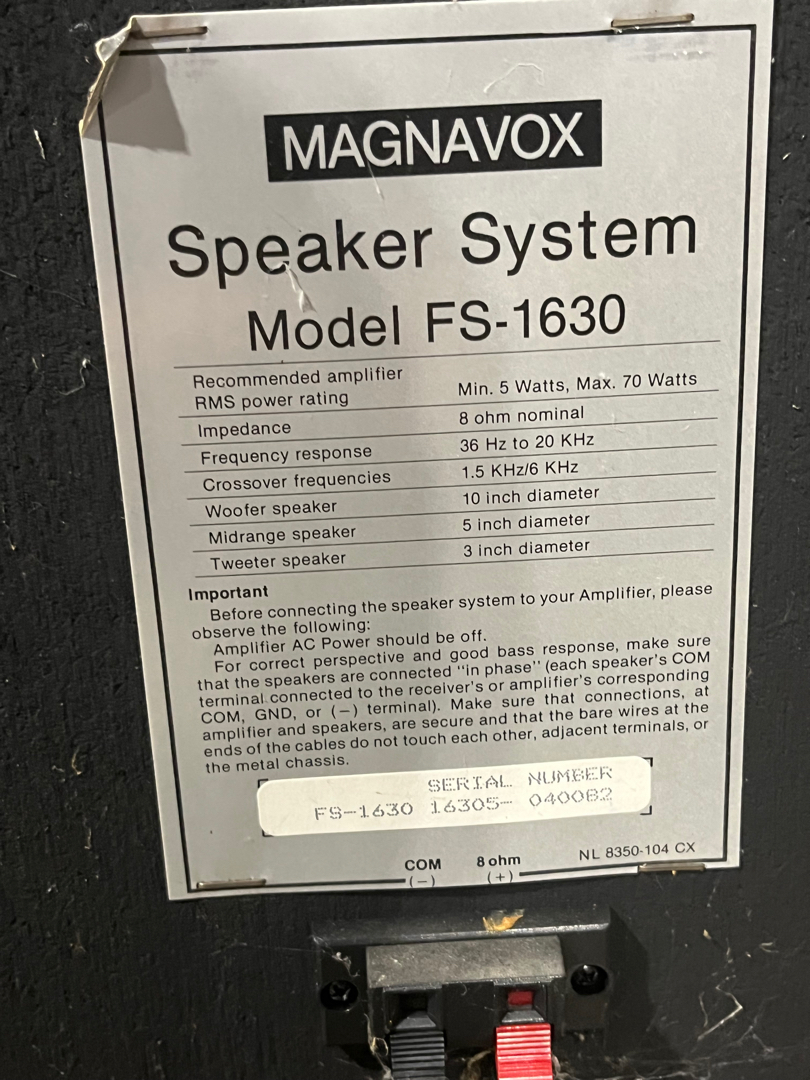 MAGNAVOX
Speaker System
Model FS-1630
Recommended amplifier
RMS power rating Min. 5 Watts, Max. 70 Watts
Impedance 8 ohm nominal
Frequency response 36 Hz to 20 KHz
Crossover frequencies 1.5 KHz/6 KHz
Woofer speaker 10 inch diameter
Midrange speaker 5 inch diameter
Tweeter speaker 3 inch diameter
Important
Before connecting the speaker system to your Amplifier, please
observe the following:
Amplifier AC Power should be off.
For correct perspective and good bass response, make sure
that the speakers are connected "in phase" (each speaker's COM
terminal connected to the receiver's or amplifier's corresponding
COM, GND, or (−) terminal). Make sure that connections, at
amplifier and speakers, are secure and that the bare wires at the
ends of the cables do not touch each other, adjacent terminals, or
the metal chassis.
SERIAL NUMBER
FS-1630 16305- 040082
NL 8350-104 CX
COM 8 ohm
(−) (+)